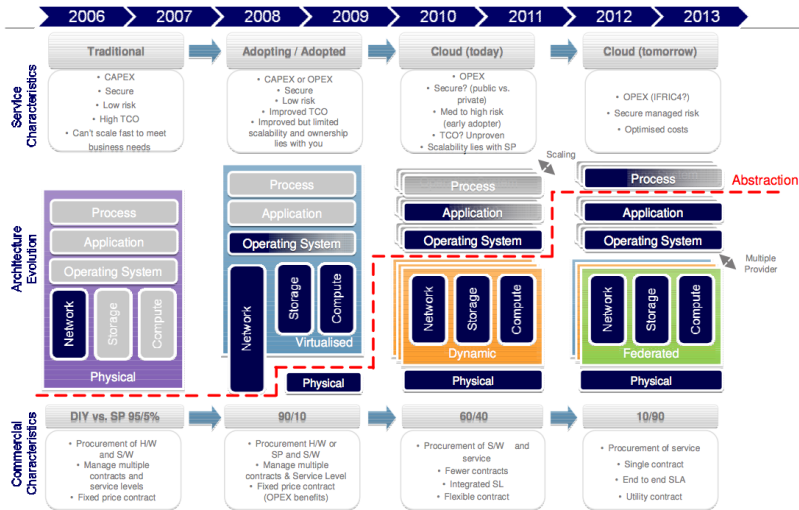 2006
2007
2008
2009
2010
2011
2012
2013
Service
Characteristics
Traditional
• CAPEX
• Secure
• Low risk
• High TCO
• Can't scale fast to meet
business needs
Adopting / Adopted
• CAPEX or OPEX
• Secure
• Low risk
• Improved TCO
• Improved but limited
scalability and ownership
lies with you
Cloud (today)
• OPEX
• Secure? (public vs.
private)
• Med to high risk
(early adopter)
• TCO? Unproven
• Scalability lies with SP
Cloud (tomorrow)
• OPEX (IFRIC4?)
• Secure managed risk
• Optimised costs
Architecture
Evolution
Process
Application
Operating System
Network
Storage
Compute
Physical
Process
Application
Operating System
Network
Storage
Compute
Virtualised
Physical
Scaling
Process
Application
Operating System
Network
Storage
Compute
Dynamic
Physical
Process
Abstraction
Application
Operating System
Multiple
Provider
Network
Storage
Compute
Federated
Physical
Commercial
Characteristics
DIY vs. SP 95/5%
• Procurement of H/W
and S/W
• Manage multiple
contracts and
service levels
• Fixed price contract
90/10
• Procurement H/W or
SP and S/W
• Manage multiple
contracts & Service Level
• Fixed price contract
(OPEX benefits)
60/40
• Procurement of S/W and
service
• Fewer contracts
• Integrated SL
• Flexible contract
10/90
• Procurement of service
• Single contract
• End to end SLA
• Utility contract